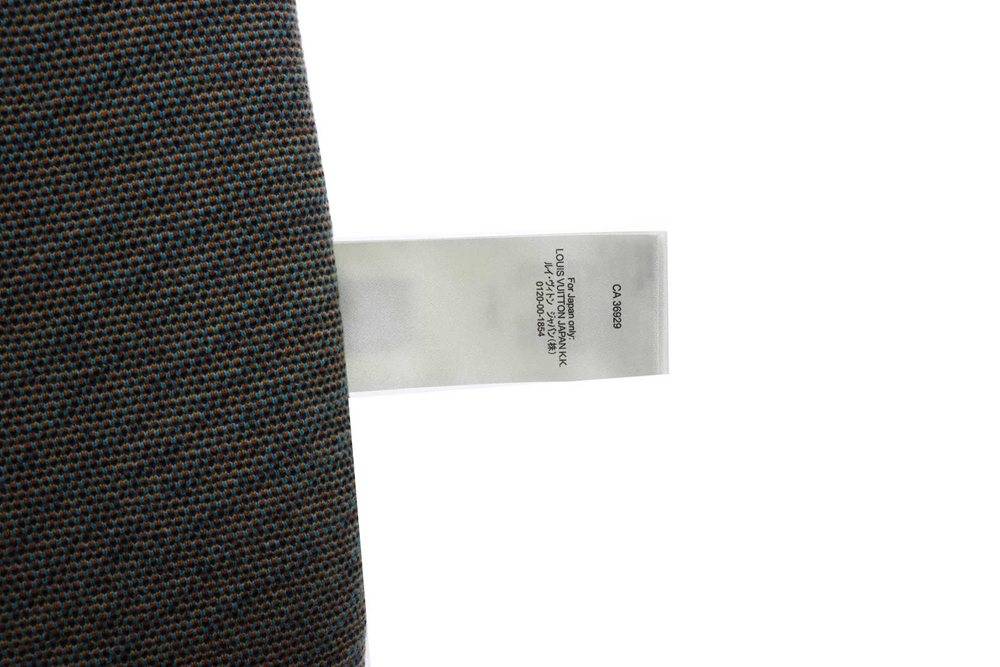 CA 36929
For Japan only:
LOUIS VUITTON JAPAN K.K.
ルイ・ヴィトン ジャパン(株)
0120-00-1854